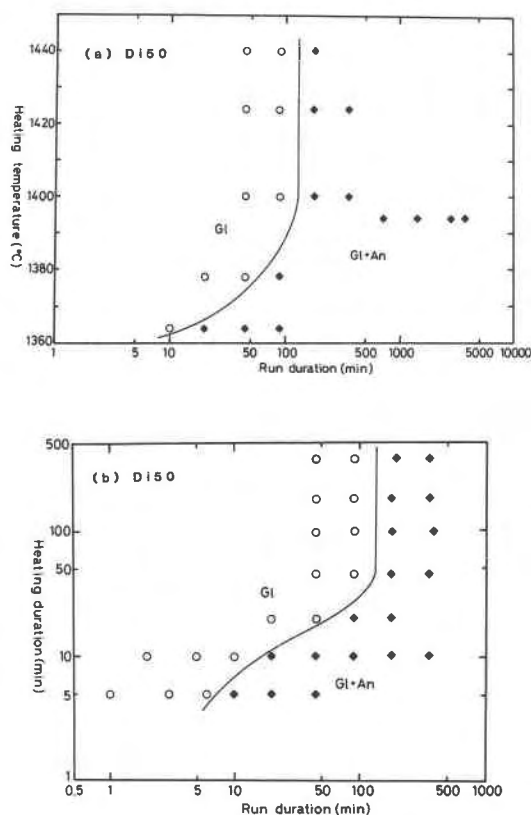 (a) Di50
Heating temperature (°C)
1440
1420
1400
1380
1360
Gl
Gl+An
1 5 10 50 100 500 1000 5000 10000
Run duration (min)
(b) Di50
Heating duration (min)
500
100
50
10
5
1
Gl
Gl+An
0.5 1 5 10 50 100 500 1000
Run duration (min)